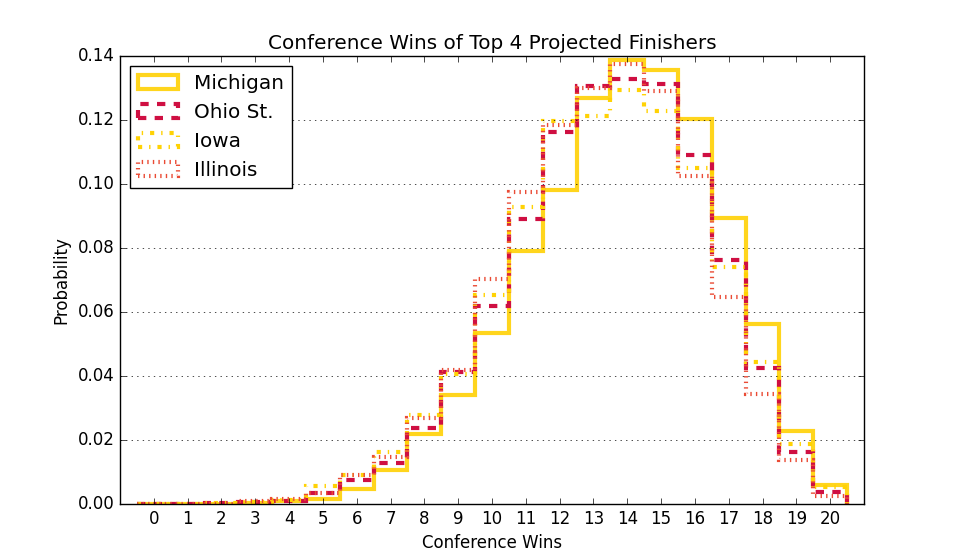 Conference Wins of Top 4 Projected Finishers
0.14
0.12
0.10
0.08
0.06
0.04
0.02
0.00
Probability
Michigan
Ohio St.
Iowa
Illinois
0 1 2 3 4 5 6 7 8 9 10 11 12 13 14 15 16 17 18 19 20
Conference Wins